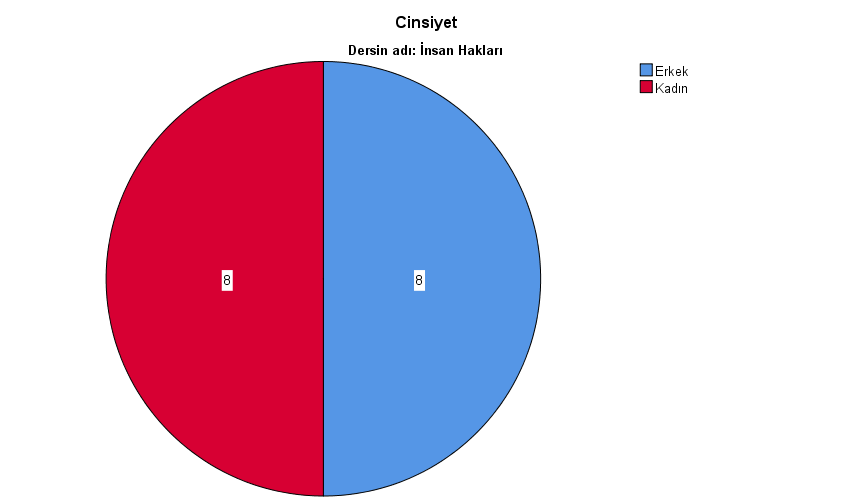 Cinsiyet
Dersin adı: İnsan Hakları
Erkek
Kadın
8
8